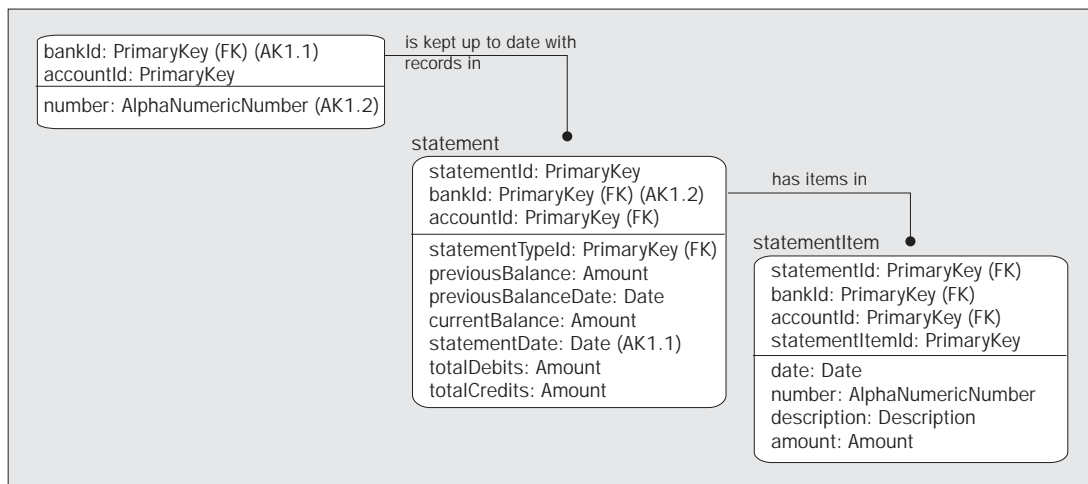 bankId: PrimaryKey (FK) (AK1.1)
accountId: PrimaryKey
number: AlphaNumericNumber (AK1.2)
is kept up to date with
records in
statement
statementId: PrimaryKey
bankId: PrimaryKey (FK) (AK1.2)
accountId: PrimaryKey (FK)
statementTypeId: PrimaryKey (FK)
previousBalance: Amount
previousBalanceDate: Date
currentBalance: Amount
statementDate: Date (AK1.1)
totalDebits: Amount
totalCredits: Amount
has items in
statementItem
statementId: PrimaryKey (FK)
bankId: PrimaryKey (FK)
accountId: PrimaryKey (FK)
statementItemId: PrimaryKey
date: Date
number: AlphaNumericNumber
description: Description
amount: Amount